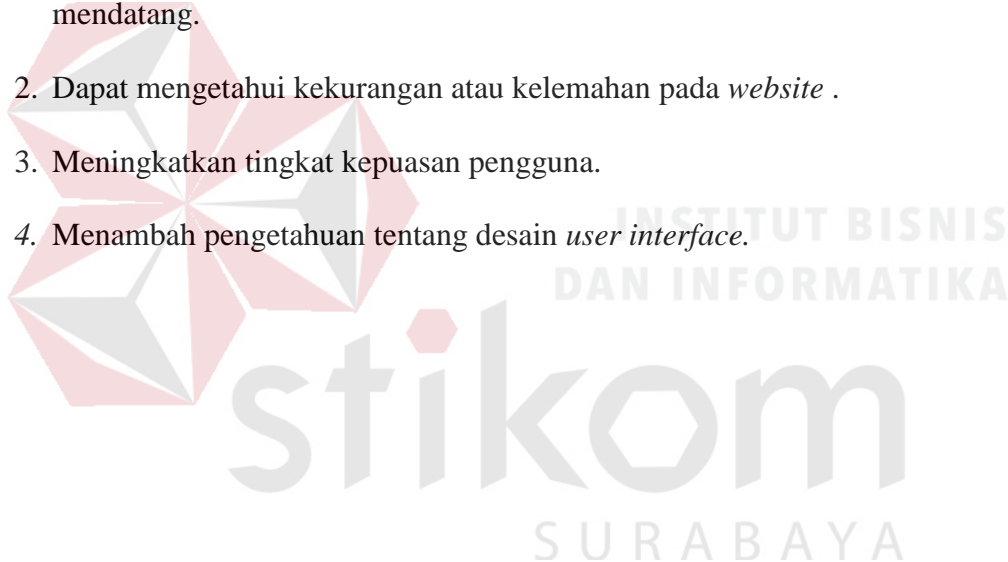 mendatang.
2. Dapat mengetahui kekurangan atau kelemahan pada website .
3. Meningkatkan tingkat kepuasan pengguna.
4. Menambah pengetahuan tentang desain user interface.
INSTITUT BISNIS
DAN INFORMATIKA
stikom
SURABAYA